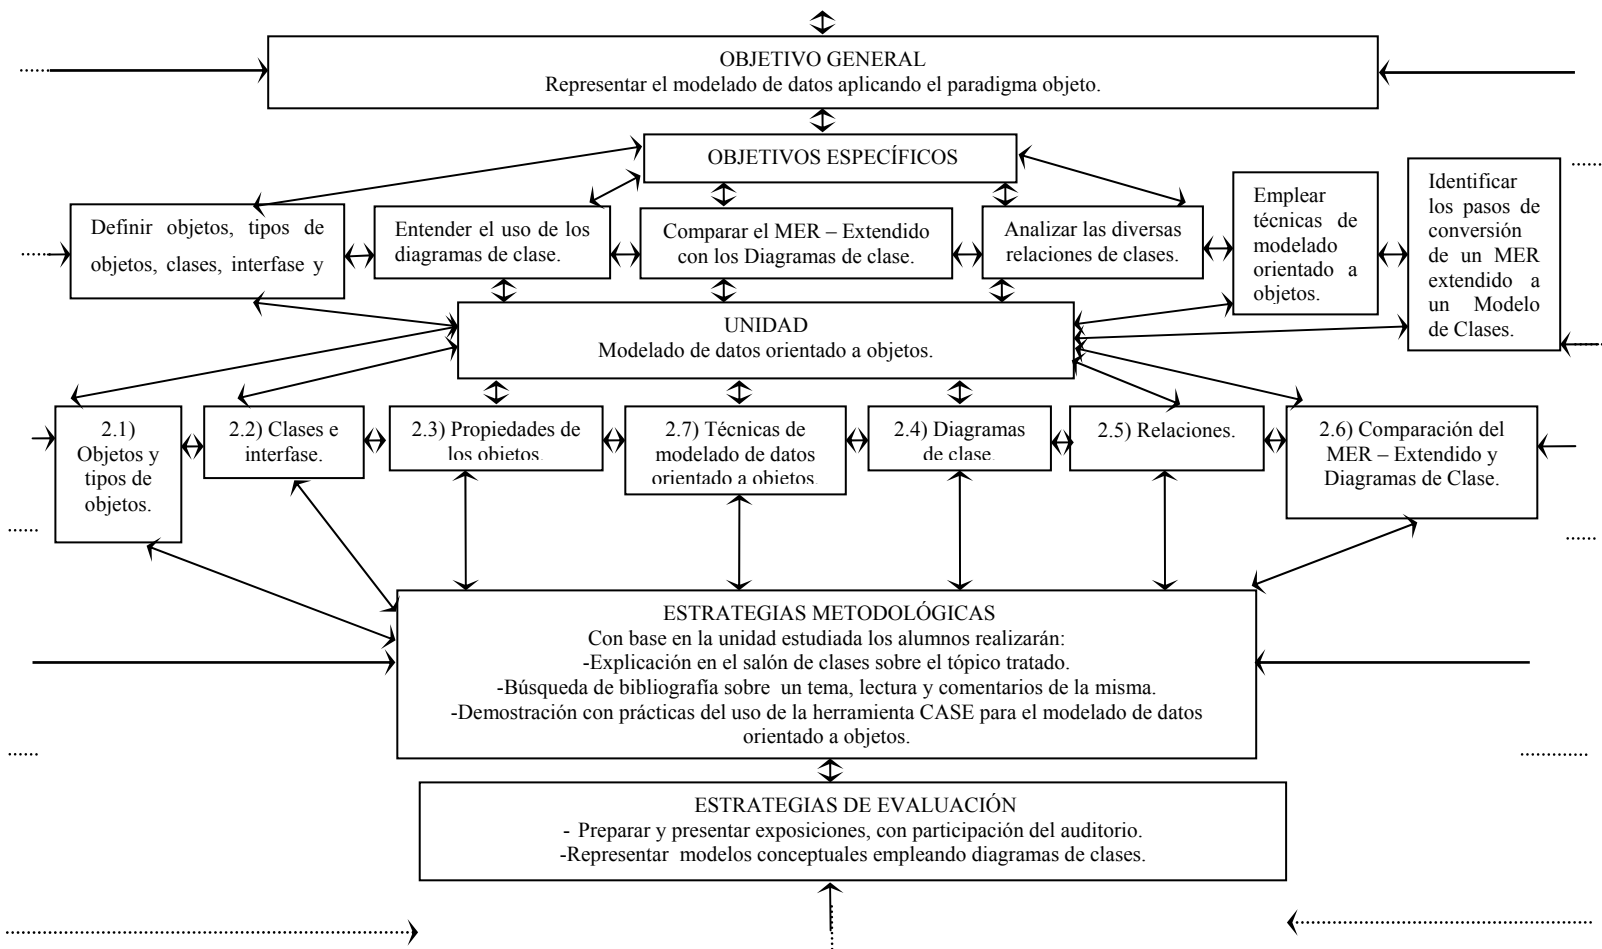 OBJETIVO GENERAL
Representar el modelado de datos aplicando el paradigma objeto.
OBJETIVOS ESPECÍFICOS
Definir objetos, tipos de
objetos, clases, interfase y
Entender el uso de los
diagramas de clase.
Comparar el MER – Extendido
con los Diagramas de clase.
Analizar las diversas
relaciones de clases.
Emplear
técnicas de
modelado
orientado a
objetos.
Identificar
los pasos de
conversión
de un MER
extendido a
un Modelo
de Clases.
UNIDAD
Modelado de datos orientado a objetos.
2.1)
Objetos y
tipos de
objetos.
2.2) Clases e
interfase.
2.3) Propiedades de
los objetos.
2.7) Técnicas de
modelado de datos
orientado a objetos.
2.4) Diagramas
de clase.
2.5) Relaciones.
2.6) Comparación del
MER – Extendido y
Diagramas de Clase.
ESTRATEGIAS METODOLÓGICAS
Con base en la unidad estudiada los alumnos realizarán:
-Explicación en el salón de clases sobre el tópico tratado.
-Búsqueda de bibliografía sobre un tema, lectura y comentarios de la misma.
-Demostración con prácticas del uso de la herramienta CASE para el modelado de datos
orientado a objetos.
ESTRATEGIAS DE EVALUACIÓN
- Preparar y presentar exposiciones, con participación del auditorio.
-Representar modelos conceptuales empleando diagramas de clases.